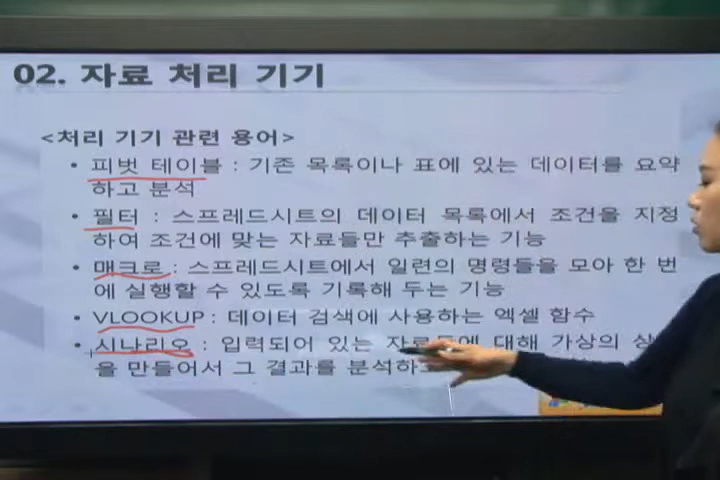 02. 자료 처리 기기
<처리 기기 관련 용어>
• 피벗 테이블 : 기존 목록이나 표에 있는 데이터를 요약
하고 분석
• 필터 : 스프레드시트의 데이터 목록에서 조건을 지정
하여 조건에 맞는 자료들만 추출하는 기능
• 매크로 : 스프레드시트에서 일련의 명령들을 모아 한 번
에 실행할 수 있도록 기록해 두는 기능
• VLOOKUP : 데이터 검색에 사용하는 엑셀 함수
• 시나리오 : 입력되어 있는 자료들에 대해 가상의
을 만들어서 그 결과를 분석하